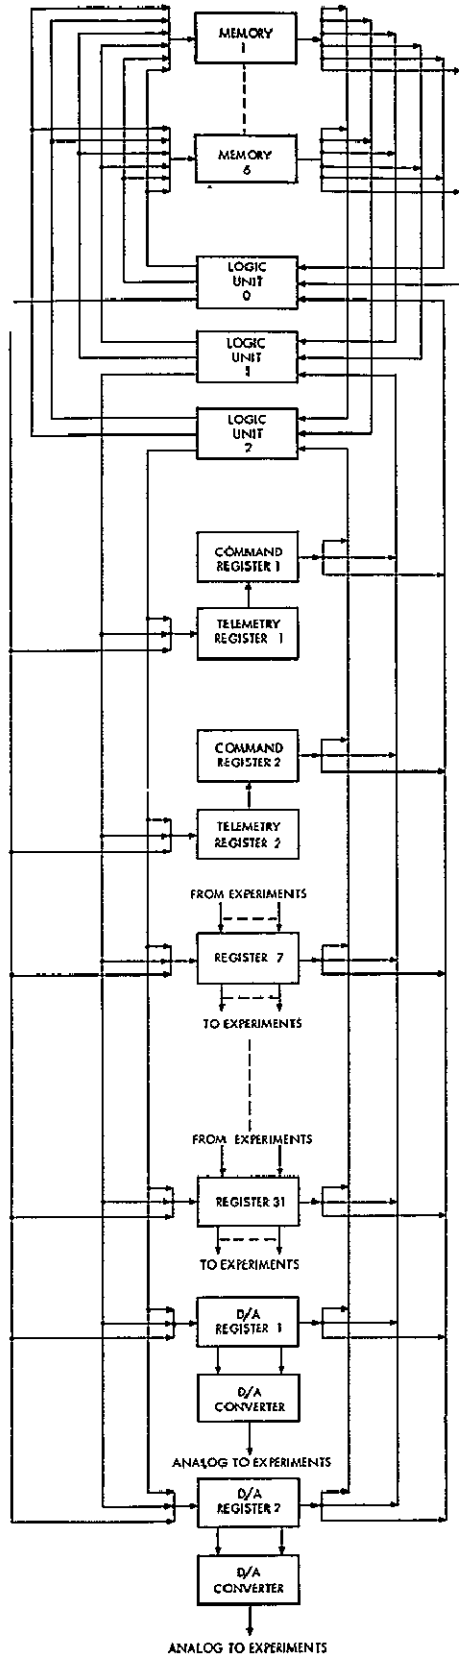 MEMORY
1
MEMORY
6
LOGIC
UNIT
0
LOGIC
UNIT
1
LOGIC
UNIT
2
COMMAND
REGISTER 1
TELEMETRY
REGISTER 1
COMMAND
REGISTER 2
TELEMETRY
REGISTER 2
FROM EXPERIMENTS
REGISTER 7
TO EXPERIMENTS
FROM EXPERIMENTS
REGISTER 31
TO EXPERIMENTS
D/A
REGISTER 1
D/A
CONVERTER
ANALOG TO EXPERIMENTS
D/A
REGISTER 2
D/A
CONVERTER
ANALOG TO EXPERIMENTS